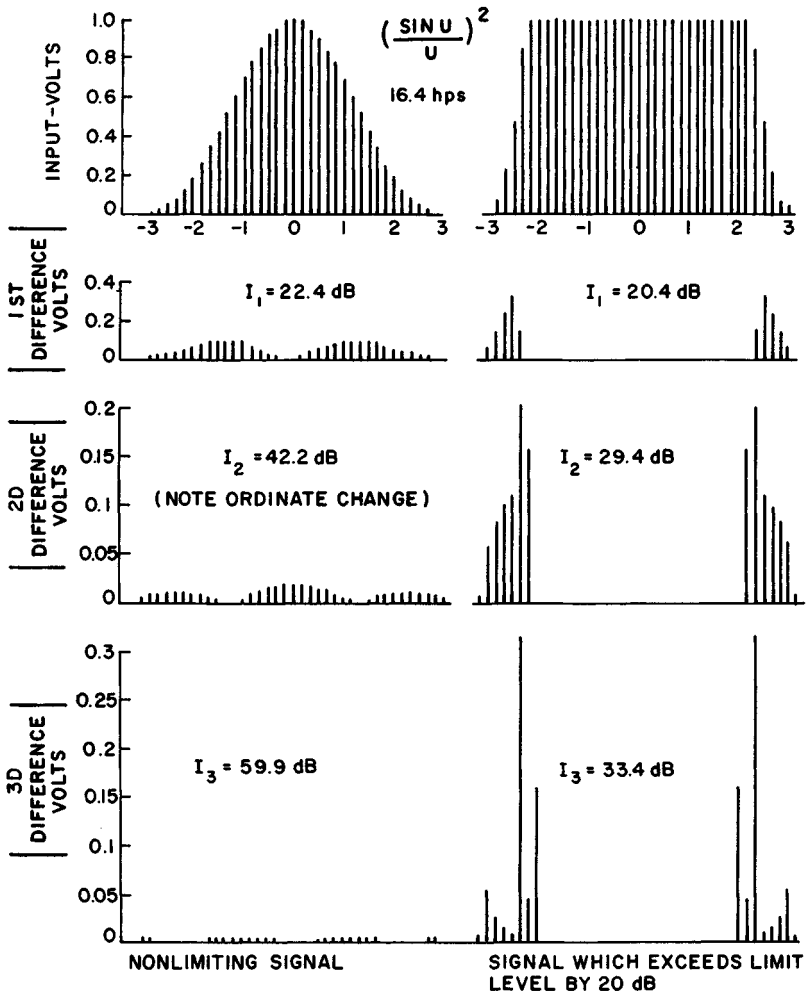 INPUT-VOLTS
1.0
0.8
0.6
0.4
0.2
0
-3 -2 -1 0 1 2 3
(SIN U / U)²
16.4 hps
-3 -2 -1 0 1 2 3
1 ST
DIFFERENCE
VOLTS
0.4
0.2
0
I₁ = 22.4 dB
I₁ = 20.4 dB
2D
DIFFERENCE
VOLTS
0.2
0.15
0.1
0.05
0
I₂ = 42.2 dB
(NOTE ORDINATE CHANGE)
I₂ = 29.4 dB
3D
DIFFERENCE
VOLTS
0.3
0.25
0.2
0.15
0.1
0.05
0
I₃ = 59.9 dB
I₃ = 33.4 dB
NONLIMITING SIGNAL
SIGNAL WHICH EXCEEDS LIMIT
LEVEL BY 20 dB